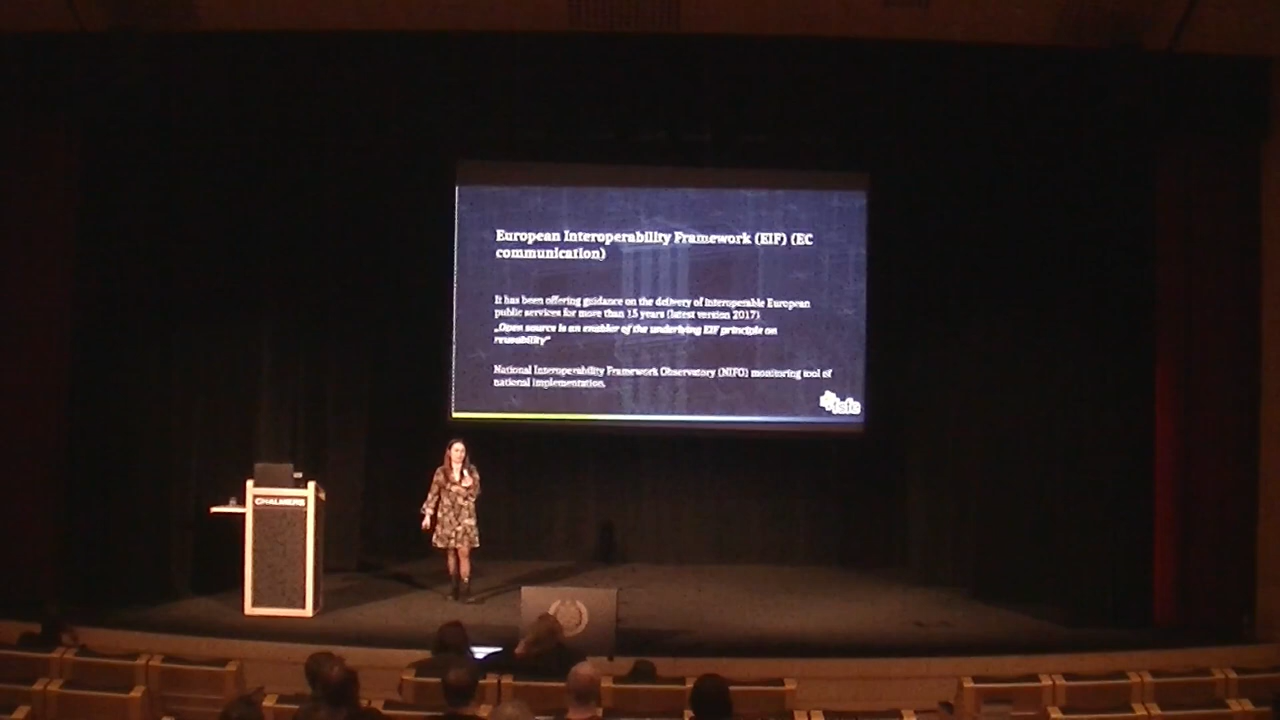 European Interoperability Framework (EIF) (EC
communication)
It has been offering guidance on the delivery of interoperable European
public services for more than 15 years (latest version 2017)
„Open source is an enabler of the underlying EIF principle on
reusability"
National Interoperability Framework Observatory (NIFO) monitoring tool of
national implementation.
fsfe
CHALMERS